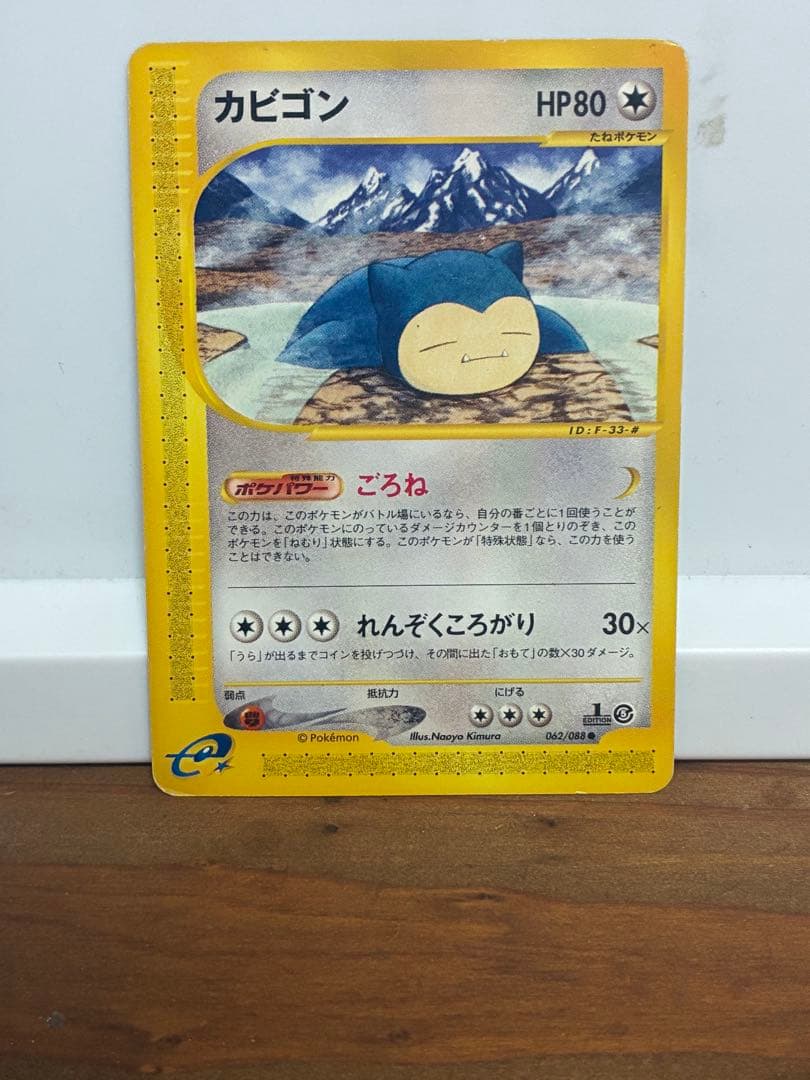 カビゴン HP80
たねポケモン
ID:F-33-#
特殊能力
ポケパワー ごろね
この力は、このポケモンがバトル場にいるなら、自分の番ごとに1回使うことが
できる。このポケモンにのっているダメージカウンターを1個とりのぞき、この
ポケモンを「ねむり」状態にする。このポケモンが「特殊状態」なら、この力を使う
ことはできない。
れんぞくころがり 30×
「うら」が出るまでコインを投げつづけ、その間に出た「おもて」の数×30ダメージ。
弱点 抵抗力 にげる
1
EDITION
© Pokémon Illus.Naoyo Kimura 062/088 ●
e